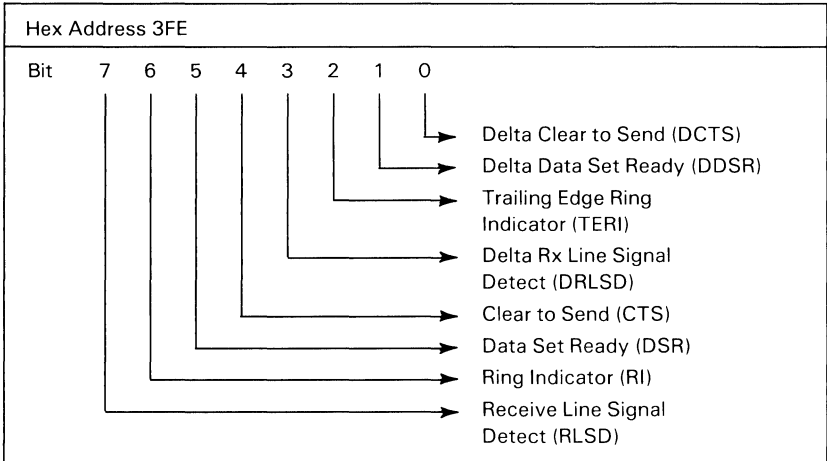 Hex Address 3FE
Bit 7 6 5 4 3 2 1 0
Delta Clear to Send (DCTS)
Delta Data Set Ready (DDSR)
Trailing Edge Ring
Indicator (TERI)
Delta Rx Line Signal
Detect (DRLSD)
Clear to Send (CTS)
Data Set Ready (DSR)
Ring Indicator (RI)
Receive Line Signal
Detect (RLSD)